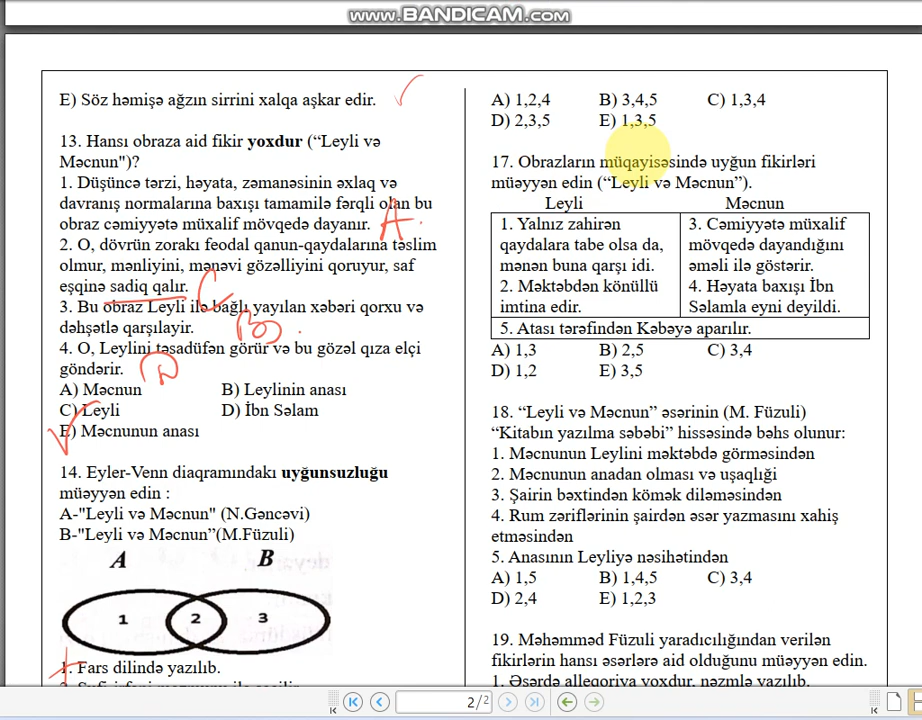 WWW.BANDICAM.COM
E) Söz həmişə ağzın sirrini xalqa aşkar edir.
13. Hansı obraza aid fikir yoxdur (“Leyli və
Məcnun")?
1. Düşüncə tərzi, həyata, zəmanəsinin əxlaq və
davranış normalarına baxışı tamamilə fərqli olan bu
obraz cəmiyyətə müxalif mövqedə dayanır.
A
2. O, dövrün zorakı feodal qanun-qaydalarına təslim
olmur, mənliyini, mənəvi gözəlliyini qoruyur, saf
eşqinə sadiq qalır.
C
3. Bu obraz Leyli ilə bağlı yayılan xəbəri qorxu və
dəhşətlə qarşılayir.
B
4. O, Leylini təsadüfən görür və bu gözəl qıza elçi
göndərir.
D
A) Məcnun B) Leylinin anası
C) Leyli D) İbn Səlam
E) Məcnunun anası
14. Eyler-Venn diaqramındakı uyğunsuzluğu
müəyyən edin :
A-"Leyli və Məcnun" (N.Gəncəvi)
B-"Leyli və Məcnun”(M.Füzuli)
A B
1 2 3
1. Fars dilində yazılıb.
A) 1,2,4 B) 3,4,5 C) 1,3,4
D) 2,3,5 E) 1,3,5
17. Obrazların müqayisəsində uyğun fikirləri
müəyyən edin (“Leyli və Məcnun”).
Leyli Məcnun
1. Yalnız zahirən
qaydalara tabe olsa da,
mənən buna qarşı idi.
2. Məktəbdən könüllü
imtina edir.
3. Cəmiyyətə müxalif
mövqedə dayandığını
əməli ilə göstərir.
4. Həyata baxışı İbn
Səlamla eyni deyildi.
5. Atası tərəfindən Kəbəyə aparılır.
A) 1,3 B) 2,5 C) 3,4
D) 1,2 E) 3,5
18. “Leyli və Məcnun” əsərinin (M. Füzuli)
“Kitabın yazılma səbəbi” hissəsində bəhs olunur:
1. Məcnunun Leylini məktəbdə görməsindən
2. Məcnunun anadan olması və uşaqlığı
3. Şairin bəxtindən kömək diləməsindən
4. Rum zəriflərinin şairdən əsər yazmasını xahiş
etməsindən
5. Anasının Leyliyə nəsihətindən
A) 1,5 B) 1,4,5 C) 3,4
D) 2,4 E) 1,2,3
19. Məhəmməd Füzuli yaradıcılığından verilən
fikirlərin hansı əsərlərə aid olduğunu müəyyən edin.
1. Əsərdə alleqoriya yoxdur, nəzmlə yazılıb.
2/2